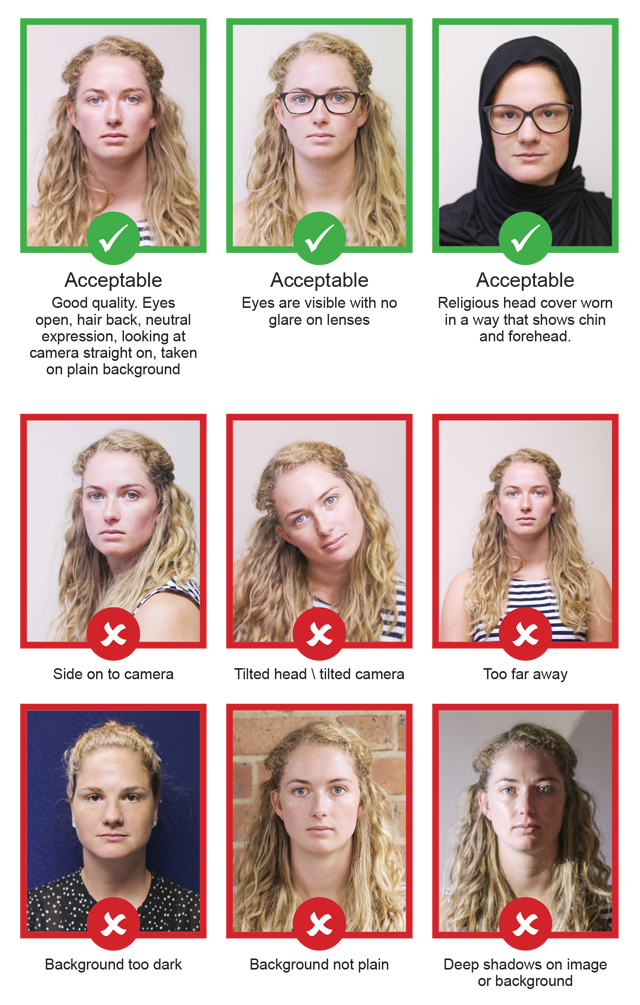 Acceptable
Good quality. Eyes
open, hair back, neutral
expression, looking at
camera straight on, taken
on plain background
Acceptable
Eyes are visible with no
glare on lenses
Acceptable
Religious head cover worn
in a way that shows chin
and forehead.
Side on to camera
Tilted head \ tilted camera
Too far away
Background too dark
Background not plain
Deep shadows on image
or background